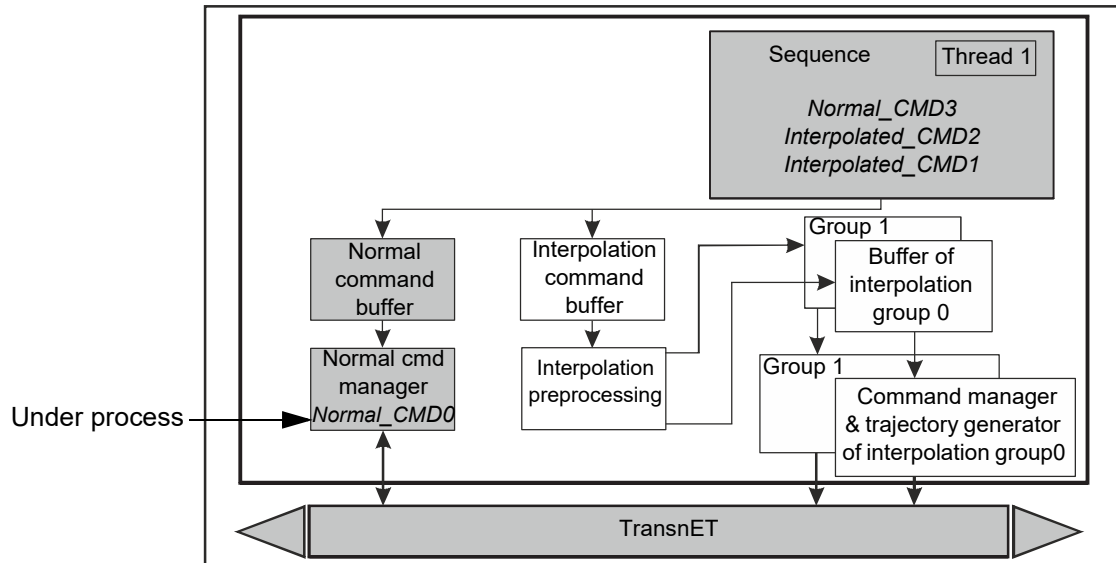 Sequence
Thread 1
Normal_CMD3
Interpolated_CMD2
Interpolated_CMD1
Normal
command
buffer
Interpolation
command
buffer
Group 1
Buffer of
interpolation
group 0
Normal cmd
manager
Normal_CMD0
Under process
Interpolation
preprocessing
Group 1
Command manager
& trajectory generator
of interpolation group0
TransnET